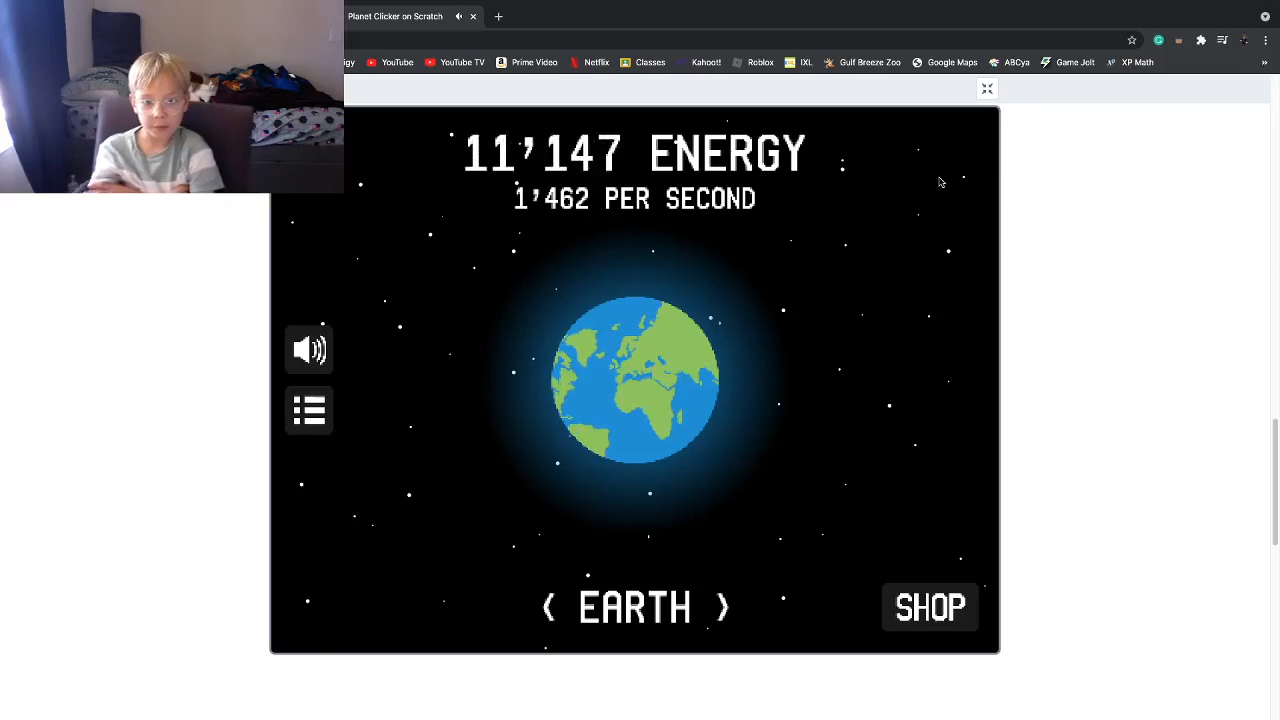 Planet Clicker on Scratch
igy YouTube YouTube TV Prime Video Netflix Classes Kahoot! Roblox IXL Gulf Breeze Zoo Google Maps ABCya Game Jolt XP Math »
11’147 ENERGY
1’462 PER SECOND
‹ EARTH ›
SHOP